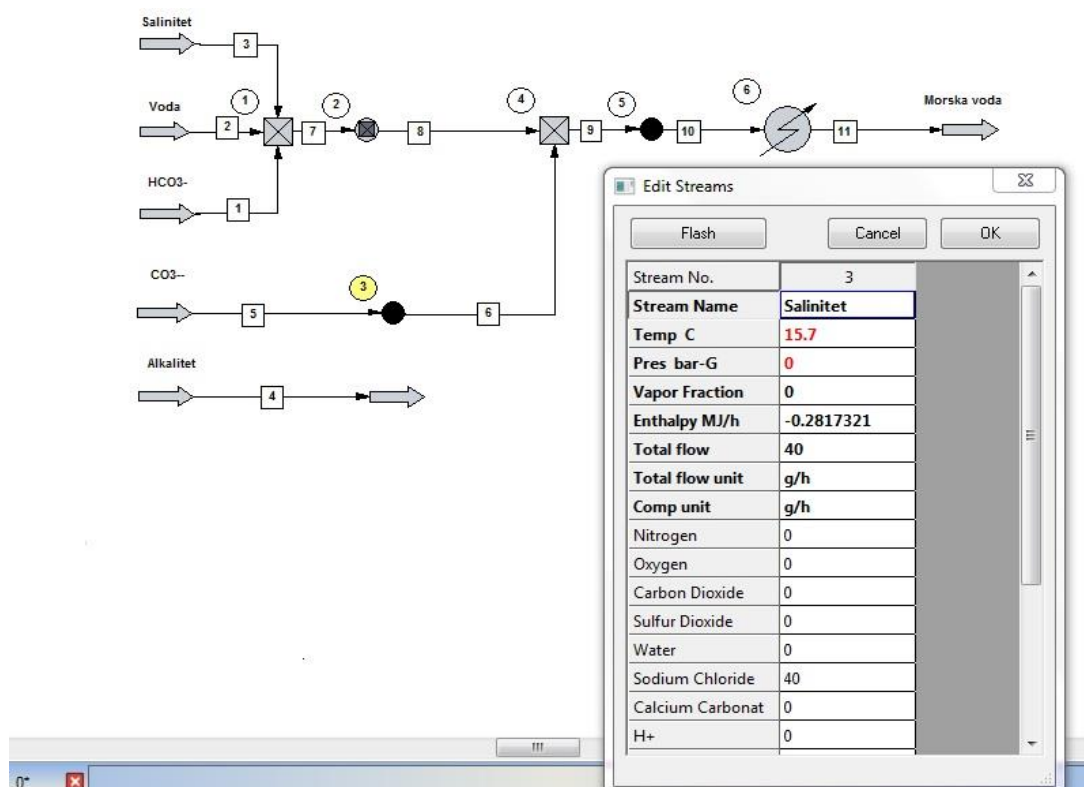 Salinitet
3
Voda
1
2
4
5
6
Morska voda
2
7
8
9
10
11
HCO3-
1
CO3--
3
5
6
Alkalitet
4
Edit Streams
Flash Cancel OK
Stream No. 3
Stream Name Salinitet
Temp C 15.7
Pres bar-G 0
Vapor Fraction 0
Enthalpy MJ/h -0.2817321
Total flow 40
Total flow unit g/h
Comp unit g/h
Nitrogen 0
Oxygen 0
Carbon Dioxide 0
Sulfur Dioxide 0
Water 0
Sodium Chloride 40
Calcium Carbonat 0
H+ 0